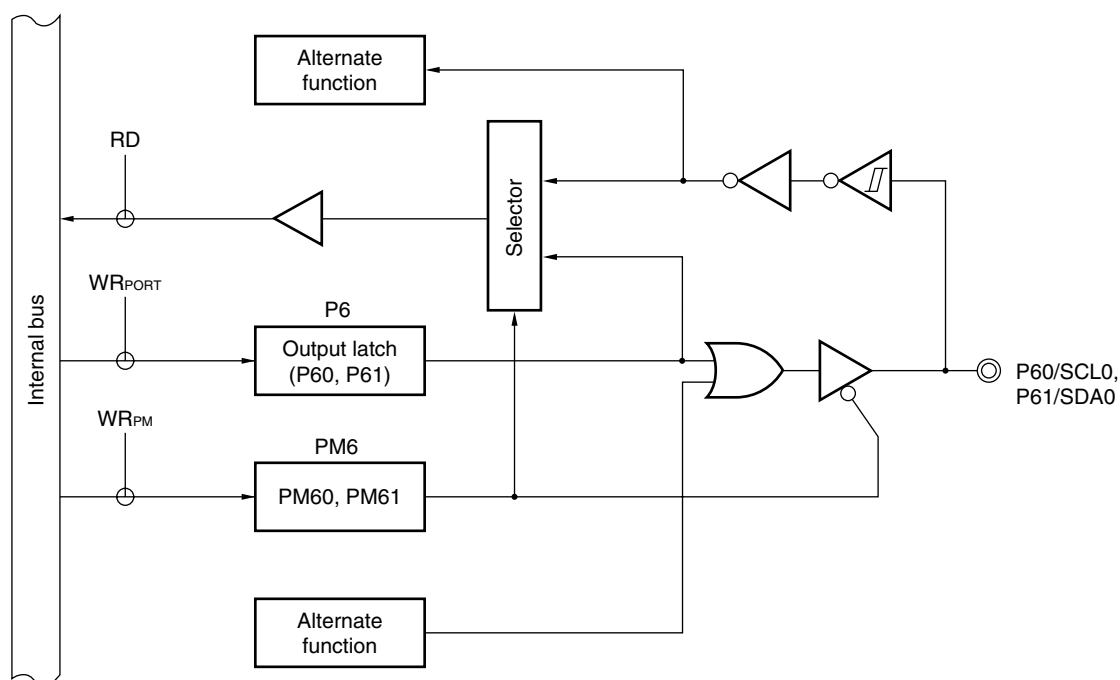 Alternate
function
RD
Selector
WRPORT
P6
Internal bus
Output latch
(P60, P61)
P60/SCL0,
P61/SDA0
WRPM
PM6
PM60, PM61
Alternate
function